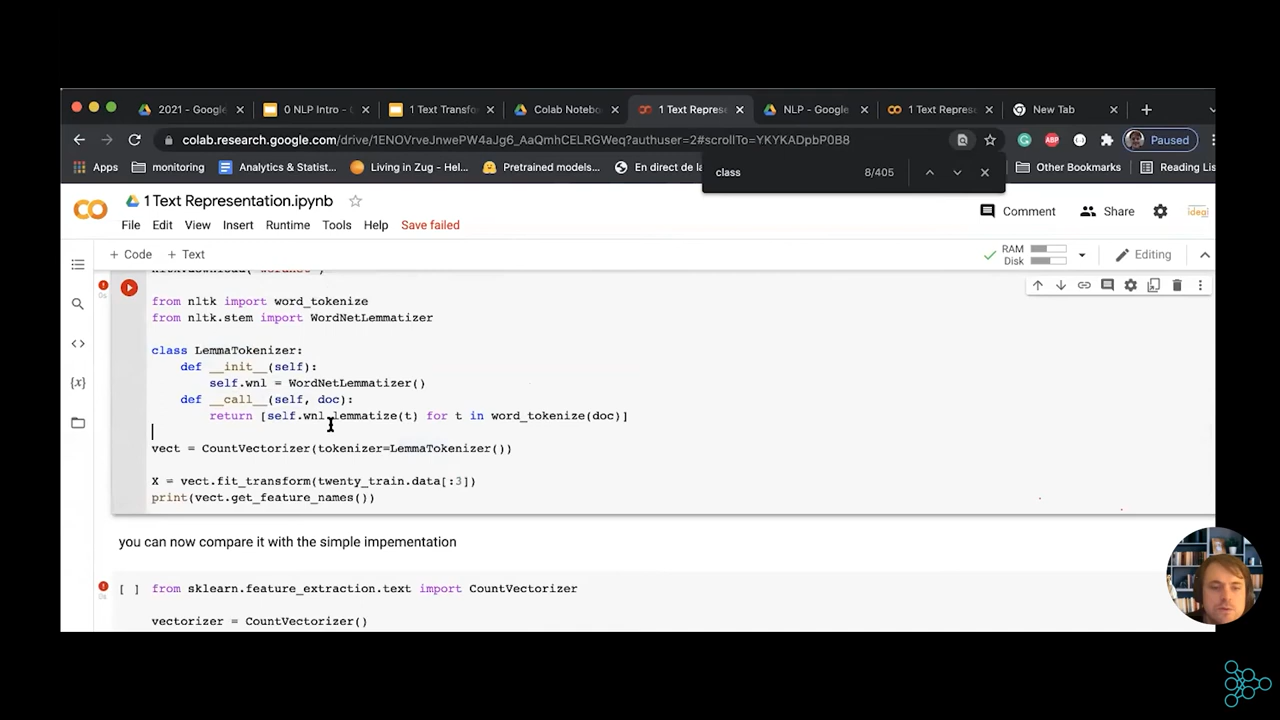 2021 - Google
0 NLP Intro -
1 Text Transfo
Colab Notebo
1 Text Repres
NLP - Google
1 Text Repres
New Tab
colab.research.google.com/drive/1ENOVrveJnwePW4aJg6_AaQmhCELRGWeq?authuser=2#scrollTo=YKYKADpbP0B8
ABP
Paused
Apps
monitoring
Analytics & Statist...
Living in Zug - Hel...
Pretrained models...
En direct de l
class
8/405
Other Bookmarks
Reading List
1 Text Representation.ipynb
Comment
Share
ideai
File Edit View Insert Runtime Tools Help Save failed
+ Code + Text
RAM
Disk
Editing
from nltk import word_tokenize
from nltk.stem import WordNetLemmatizer
class LemmaTokenizer:
def __init__(self):
self.wnl = WordNetLemmatizer()
def __call__(self, doc):
return [self.wnl.lemmatize(t) for t in word_tokenize(doc)]
vect = CountVectorizer(tokenizer=LemmaTokenizer())
X = vect.fit_transform(twenty_train.data[:3])
print(vect.get_feature_names())
you can now compare it with the simple impementation
[ ] from sklearn.feature_extraction.text import CountVectorizer
vectorizer = CountVectorizer()